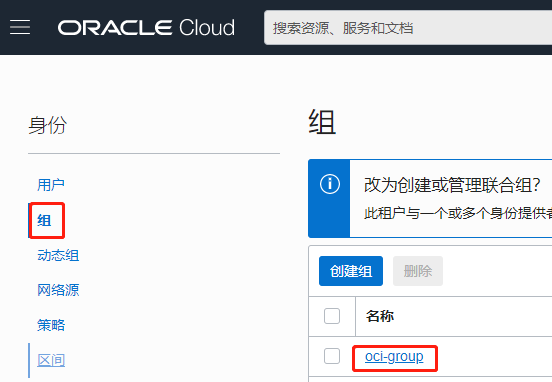 ORACLE Cloud
搜索资源、服务和文档
身份
用户
组
动态组
网络源
策略
区间
组
改为创建或管理联合组?
此租户与一个或多个身份提供者
创建组
删除
名称
oci-group